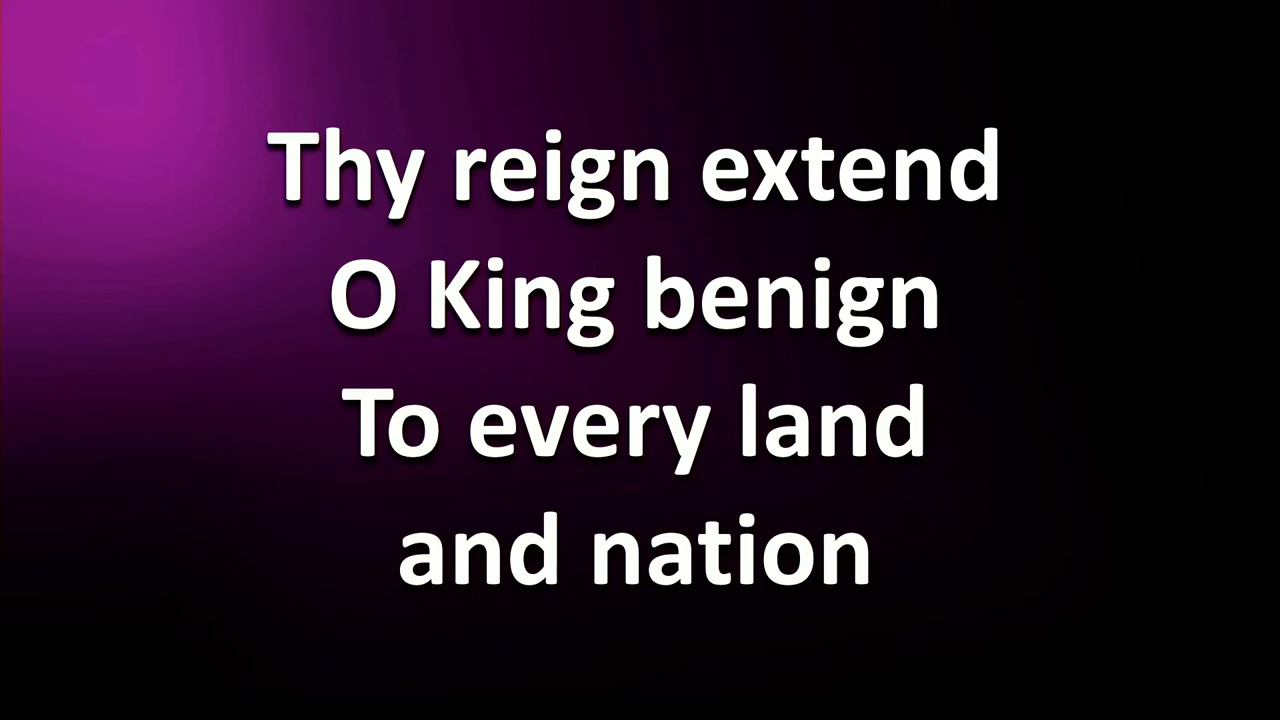 Thy reign extend
O King benign
To every land
and nation